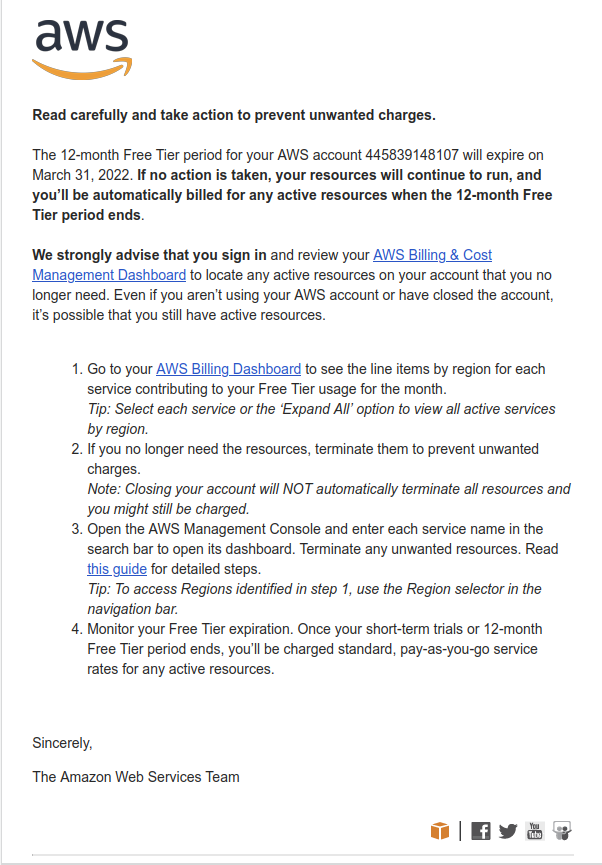 aws
Read carefully and take action to prevent unwanted charges.
The 12-month Free Tier period for your AWS account 445839148107 will expire on
March 31, 2022. If no action is taken, your resources will continue to run, and
you’ll be automatically billed for any active resources when the 12-month Free
Tier period ends.
We strongly advise that you sign in and review your AWS Billing & Cost
Management Dashboard to locate any active resources on your account that you no
longer need. Even if you aren’t using your AWS account or have closed the account,
it’s possible that you still have active resources.
1. Go to your AWS Billing Dashboard to see the line items by region for each
service contributing to your Free Tier usage for the month.
Tip: Select each service or the ‘Expand All’ option to view all active services
by region.
2. If you no longer need the resources, terminate them to prevent unwanted
charges.
Note: Closing your account will NOT automatically terminate all resources and
you might still be charged.
3. Open the AWS Management Console and enter each service name in the
search bar to open its dashboard. Terminate any unwanted resources. Read
this guide for detailed steps.
Tip: To access Regions identified in step 1, use the Region selector in the
navigation bar.
4. Monitor your Free Tier expiration. Once your short-term trials or 12-month
Free Tier period ends, you’ll be charged standard, pay-as-you-go service
rates for any active resources.
Sincerely,
The Amazon Web Services Team
You
Tube